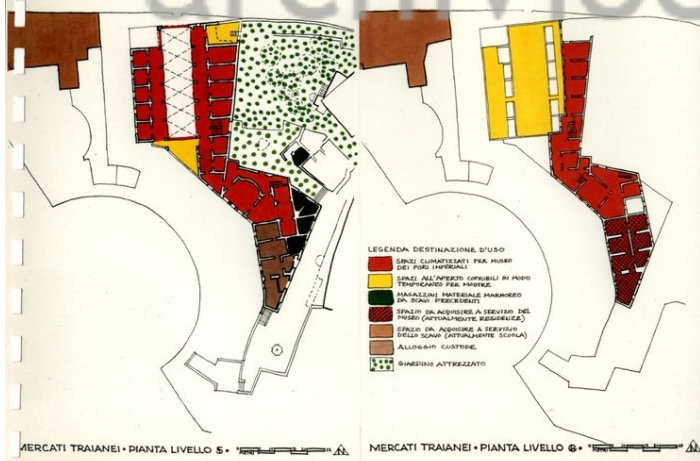 LEGENDA DESTINAZIONE D'USO
SPAZI CLIMATIZZATI PER MUSEO
DEI FORI IMPERIALI
SPAZI ALL'APERTO COPRIBILI IN MODO
TEMPORANEO PER MOSTRE
MAGAZZINI MATERIALE MARMOREO
DA SCAVI PRECEDENTI
SPAZIO DA ACQUISIRE A SERVIZIO DEL
MUSEO (ATTUALMENTE RESIDENZE)
SPAZIO DA ACQUISIRE A SERVIZIO
DELLO SCAVO (ATTUALMENTE SCUOLA)
ALLOGGIO CUSTODE
GIARDINO ATTREZZATO
MERCATI TRAIANEI • PIANTA LIVELLO 5 •
MERCATI TRAIANEI • PIANTA LIVELLO 6 •